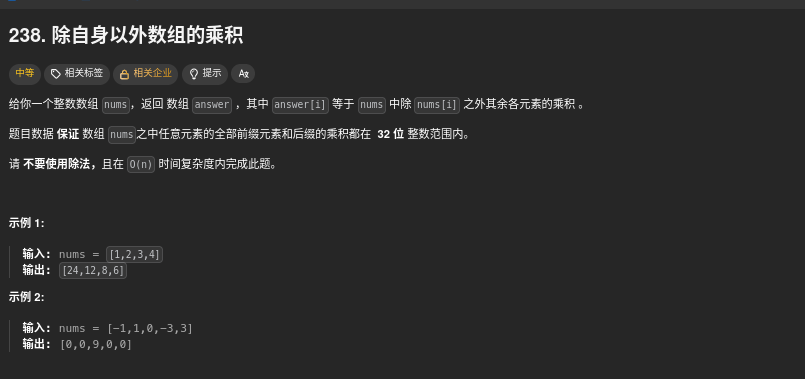 238. 除自身以外数组的乘积
中等 相关标签 相关企业 提示 Aあ
给你一个整数数组 nums，返回 数组 answer ，其中 answer[i] 等于 nums 中除 nums[i] 之外其余各元素的乘积 。
题目数据 保证 数组 nums之中任意元素的全部前缀元素和后缀的乘积都在 32 位 整数范围内。
请 不要使用除法，且在 O(n) 时间复杂度内完成此题。
示例 1:
输入: nums = [1,2,3,4]
输出: [24,12,8,6]
示例 2:
输入: nums = [-1,1,0,-3,3]
输出: [0,0,9,0,0]